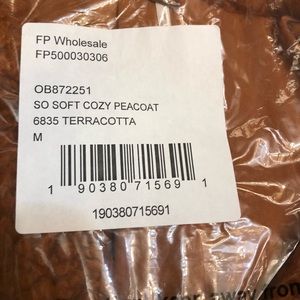 FP Wholesale
FP500030306
OB872251
SO SOFT COZY PEACOAT
6835 TERRACOTTA
M
1 90380 71569 1
190380715691